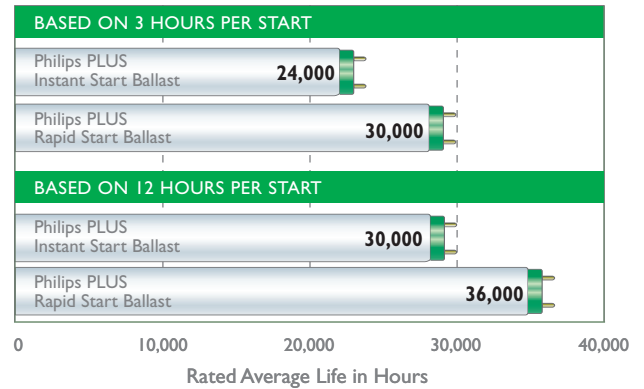 BASED ON 3 HOURS PER START
Philips PLUS
Instant Start Ballast
24,000
Philips PLUS
Rapid Start Ballast
30,000
BASED ON 12 HOURS PER START
Philips PLUS
Instant Start Ballast
30,000
Philips PLUS
Rapid Start Ballast
36,000
0 10,000 20,000 30,000 40,000
Rated Average Life in Hours